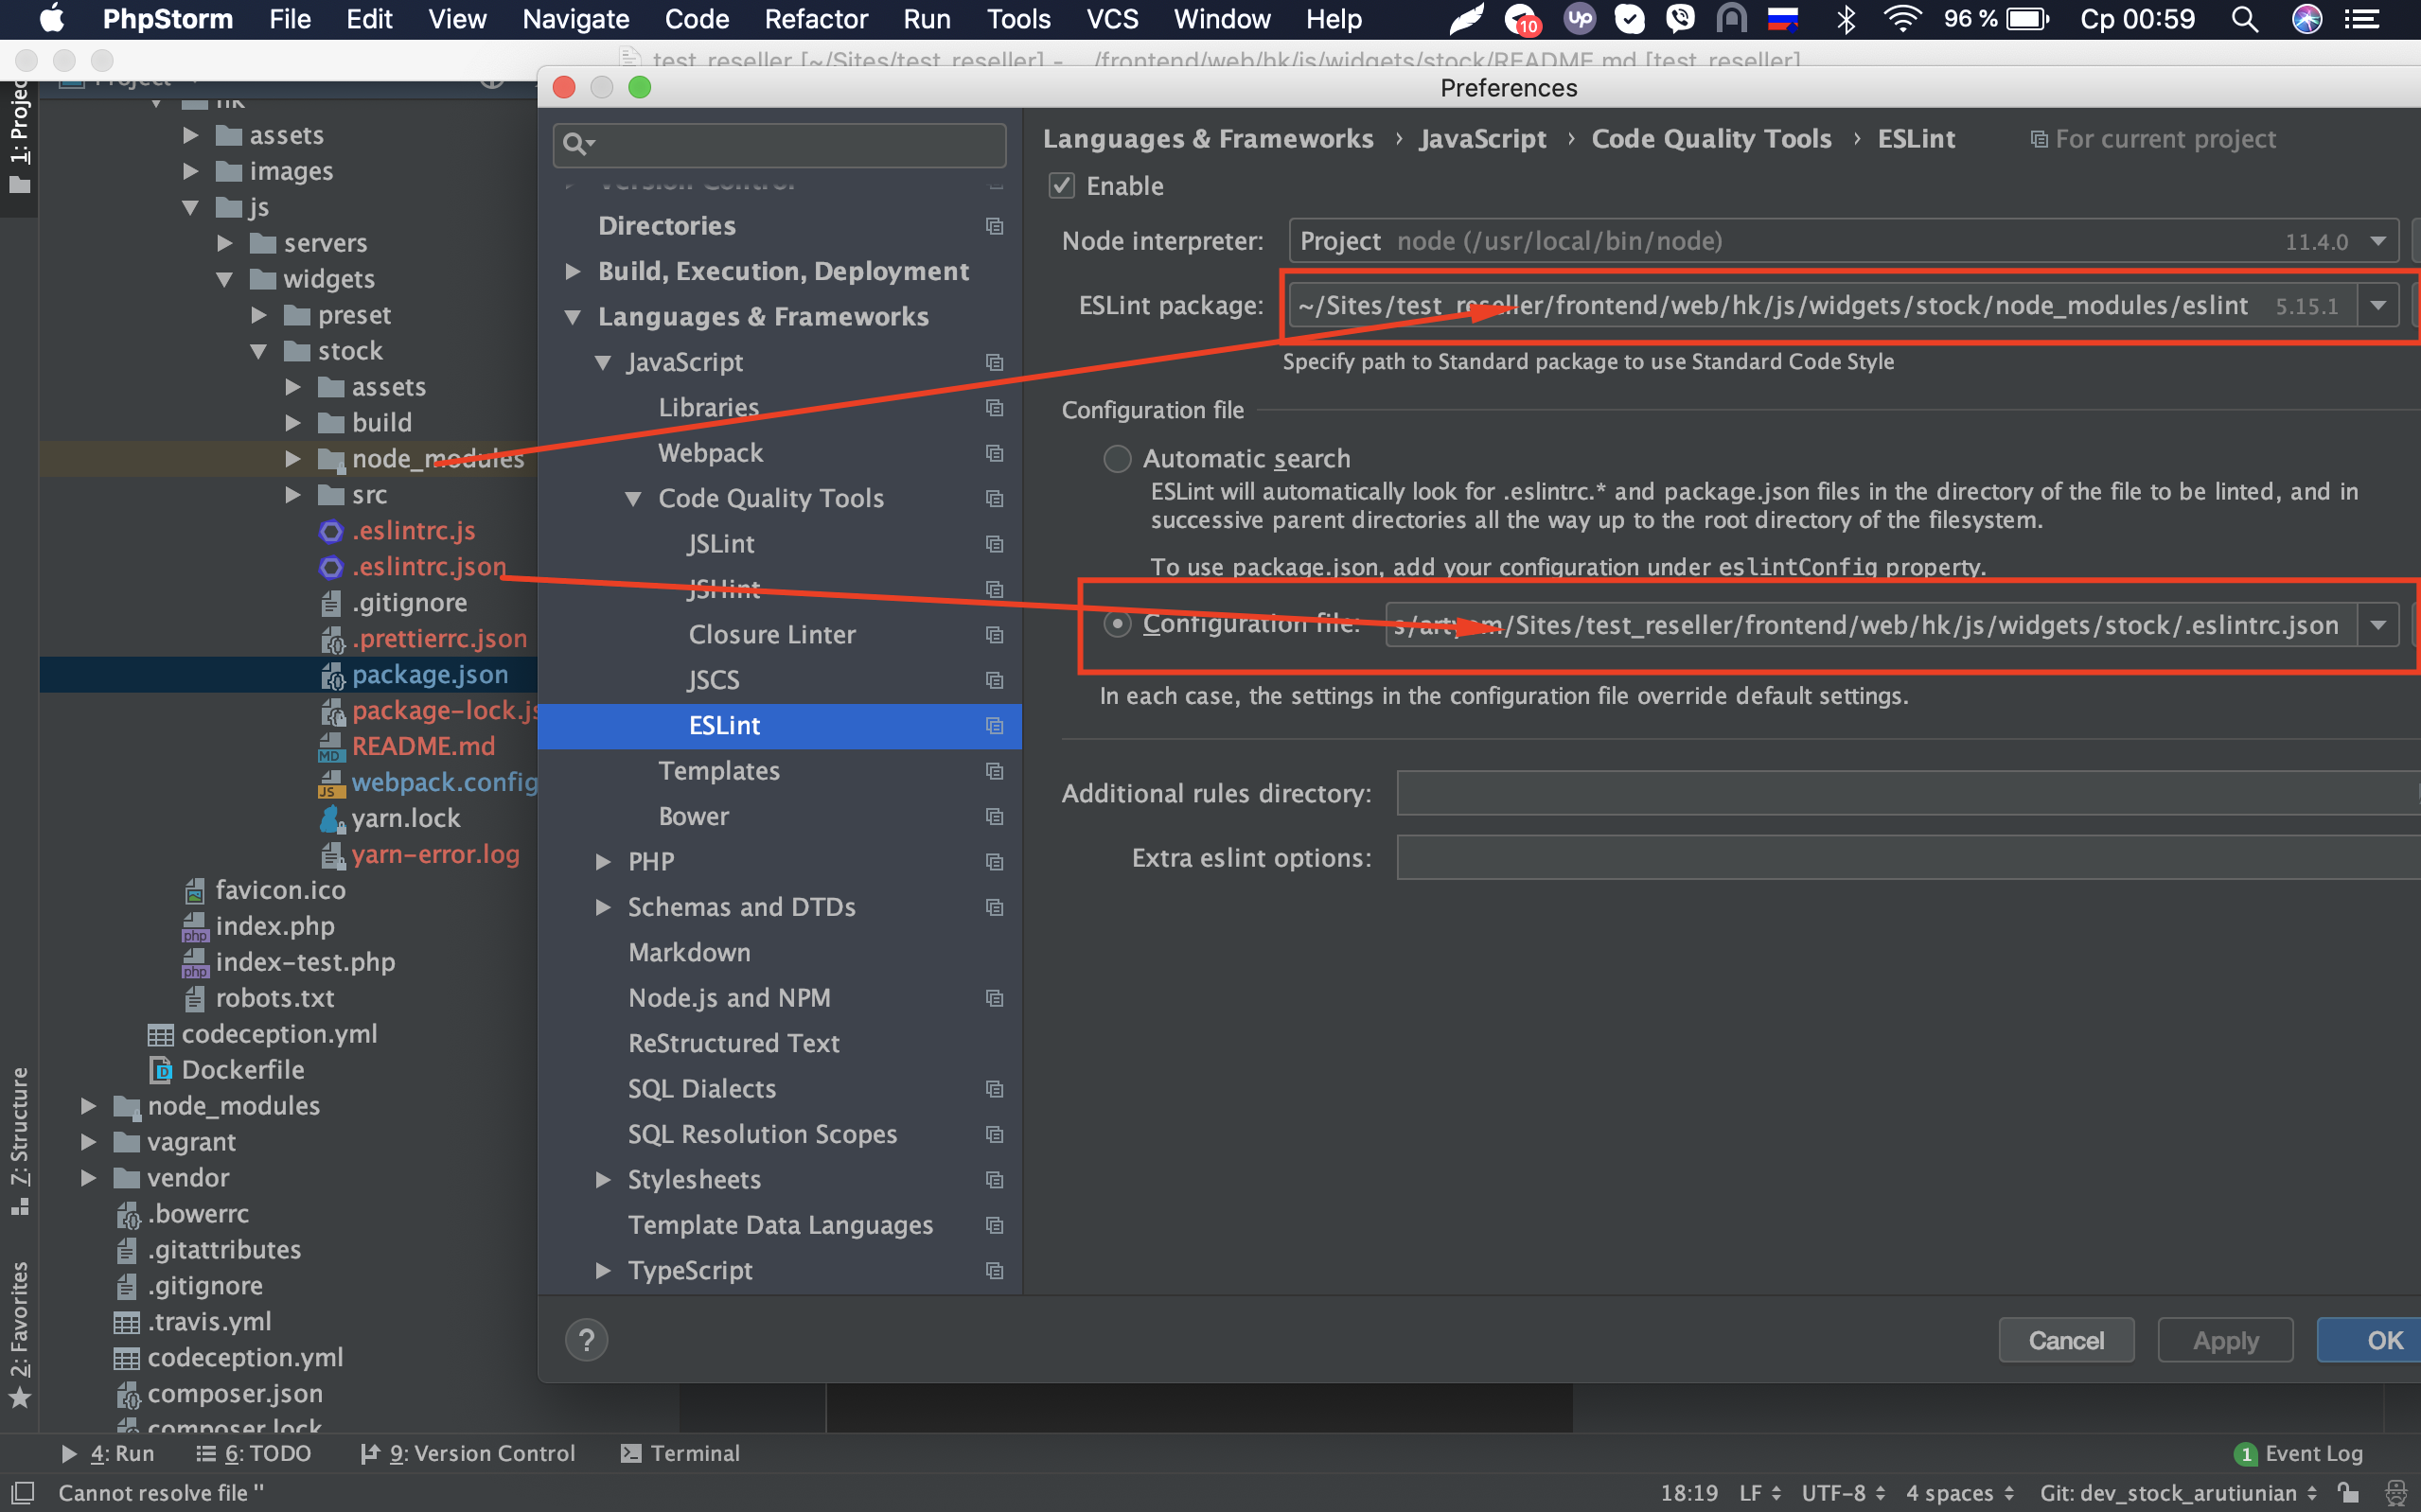 PhpStorm File Edit View Navigate Code Refactor Run Tools VCS Window Help 10 up 96 % Ср 00:59
test_reseller [~/Sites/test_reseller] - .../frontend/web/hk/js/widgets/stock/README.md [test_reseller]
1: Project
Project
hk
assets
images
js
servers
widgets
preset
stock
assets
build
node_modules
src
.eslintrc.js
.eslintrc.json
.gitignore
.prettierrc.json
package.json
package-lock.js
README.md
webpack.config
yarn.lock
yarn-error.log
favicon.ico
index.php
index-test.php
robots.txt
codeception.yml
Dockerfile
node_modules
vagrant
vendor
.bowerrc
.gitattributes
.gitignore
.travis.yml
codeception.yml
composer.json
composer.lock
Z: Structure
2: Favorites
Preferences
Version Control
Directories
Build, Execution, Deployment
Languages & Frameworks
JavaScript
Libraries
Webpack
Code Quality Tools
JSLint
JSHint
Closure Linter
JSCS
ESLint
Templates
Bower
PHP
Schemas and DTDs
Markdown
Node.js and NPM
ReStructured Text
SQL Dialects
SQL Resolution Scopes
Stylesheets
Template Data Languages
TypeScript
Languages & Frameworks › JavaScript › Code Quality Tools › ESLint For current project
Enable
Node interpreter: Project node (/usr/local/bin/node) 11.4.0
ESLint package: ~/Sites/test_reseller/frontend/web/hk/js/widgets/stock/node_modules/eslint 5.15.1
Specify path to Standard package to use Standard Code Style
Configuration file
Automatic search
ESLint will automatically look for .eslintrc.* and package.json files in the directory of the file to be linted, and in
successive parent directories all the way up to the root directory of the filesystem.
To use package.json, add your configuration under eslintConfig property.
Configuration file: s/artyom/Sites/test_reseller/frontend/web/hk/js/widgets/stock/.eslintrc.json
In each case, the settings in the configuration file override default settings.
Additional rules directory:
Extra eslint options:
? Cancel Apply OK
4: Run 6: TODO 9: Version Control Terminal 1 Event Log
Cannot resolve file '' 18:19 LF UTF-8 4 spaces Git: dev_stock_arutiunian